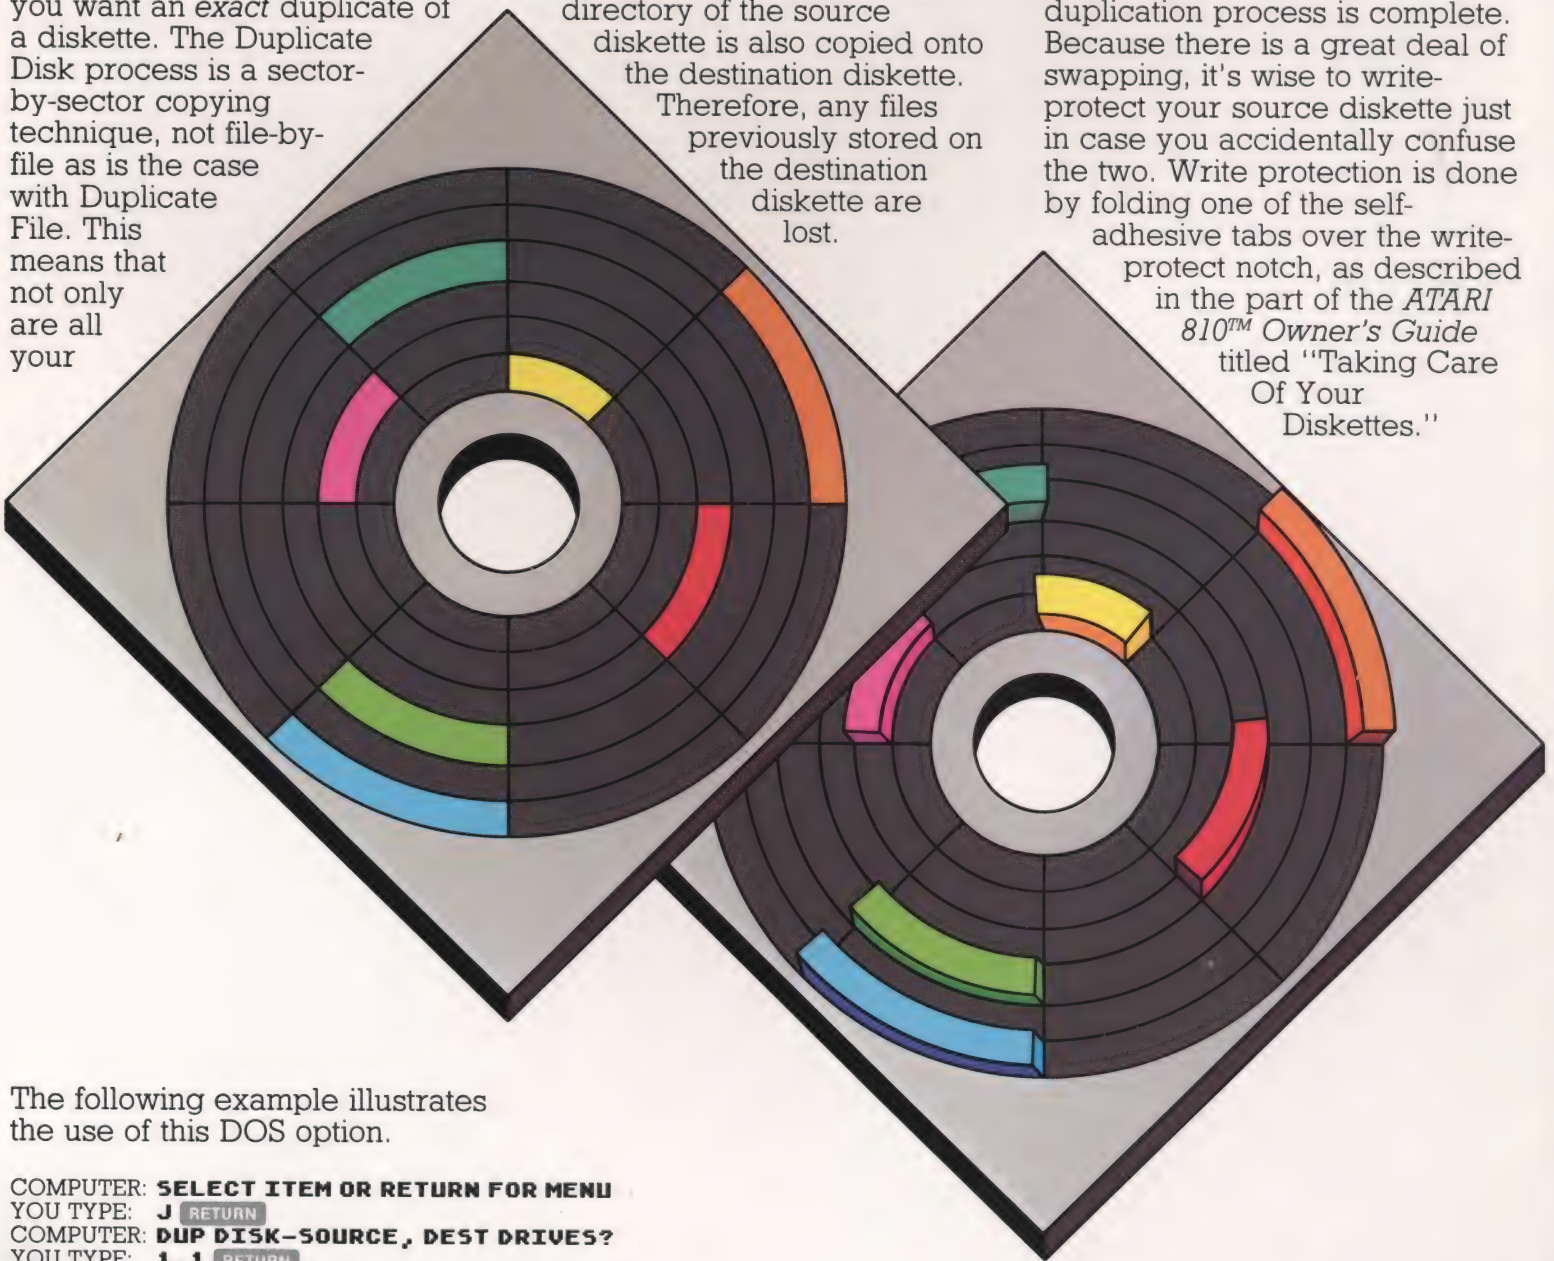 you want an exact duplicate of
a diskette. The Duplicate
Disk process is a sector-
by-sector copying
technique, not file-by-
file as is the case
with Duplicate
File. This
means that
not only
are all
your
directory of the source
diskette is also copied onto
the destination diskette.
Therefore, any files
previously stored on
the destination
diskette are
lost.
duplication process is complete.
Because there is a great deal of
swapping, it's wise to write-
protect your source diskette just
in case you accidentally confuse
the two. Write protection is done
by folding one of the self-
adhesive tabs over the write-
protect notch, as described
in the part of the ATARI
810™ Owner's Guide
titled "Taking Care
Of Your
Diskettes."
The following example illustrates
the use of this DOS option.
COMPUTER: SELECT ITEM OR RETURN FOR MENU
YOU TYPE: J RETURN
COMPUTER: DUP DISK-SOURCE, DEST DRIVES?
YOU TYPE: 1, 1 RETURN